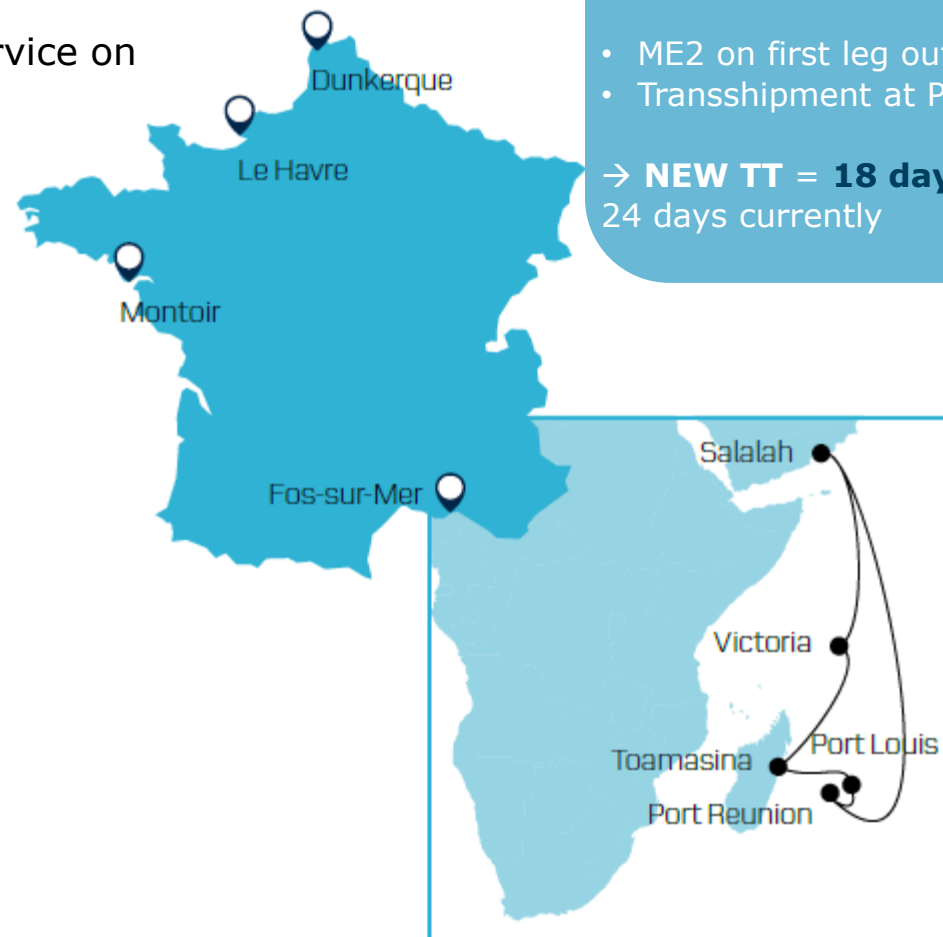 rvice on
• ME2 on first leg ou
• Transshipment at P
→ NEW TT = 18 day
24 days currently
Dunkerque
Le Havre
Montoir
Fos-sur-Mer
Salalah
Victoria
Port Louis
Toamasina
Port Reunion